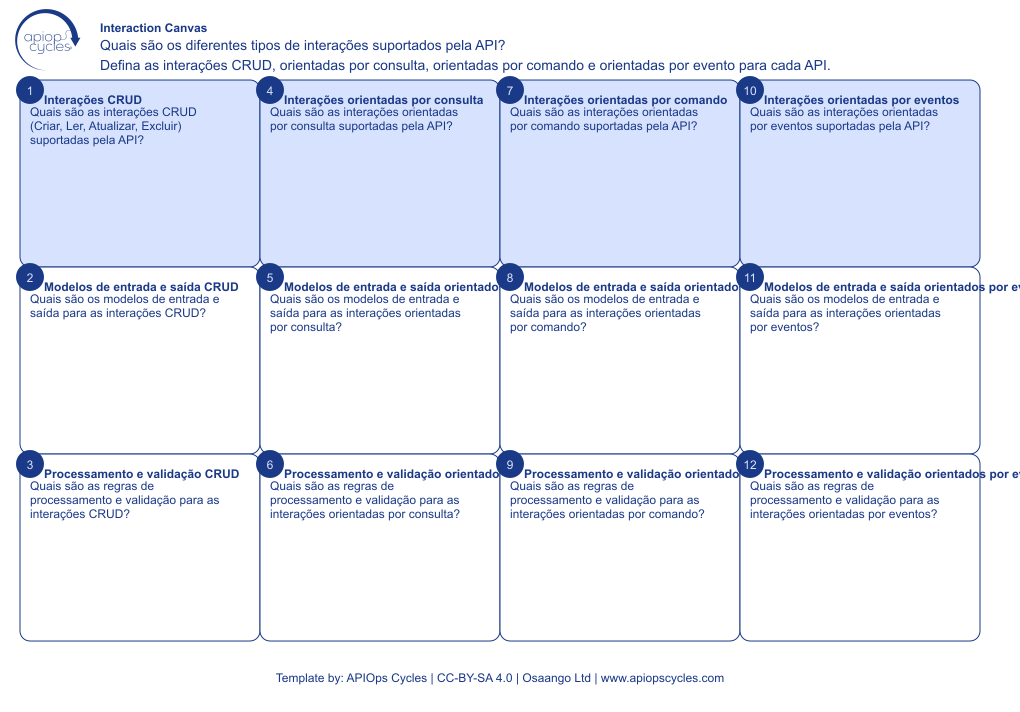 apiops
cycles
Interaction Canvas
Quais são os diferentes tipos de interações suportados pela API?
Defina as interações CRUD, orientadas por consulta, orientadas por comando e orientadas por evento para cada API.
1
Interações CRUD
Quais são as interações CRUD
(Criar, Ler, Atualizar, Excluir)
suportadas pela API?
4
Interações orientadas por consulta
Quais são as interações orientadas
por consulta suportadas pela API?
7
Interações orientadas por comando
Quais são as interações orientadas
por comando suportadas pela API?
10
Interações orientadas por eventos
Quais são as interações orientadas
por eventos suportadas pela API?
2
Modelos de entrada e saída CRUD
Quais são os modelos de entrada e
saída para as interações CRUD?
5
Modelos de entrada e saída orientado
Quais são os modelos de entrada e
saída para as interações orientadas
por consulta?
8
Modelos de entrada e saída orientado
Quais são os modelos de entrada e
saída para as interações orientadas
por comando?
11
Modelos de entrada e saída orientados por ev
Quais são os modelos de entrada e
saída para as interações orientadas
por eventos?
3
Processamento e validação CRUD
Quais são as regras de
processamento e validação para as
interações CRUD?
6
Processamento e validação orientado
Quais são as regras de
processamento e validação para as
interações orientadas por consulta?
9
Processamento e validação orientado
Quais são as regras de
processamento e validação para as
interações orientadas por comando?
12
Processamento e validação orientados por ev
Quais são as regras de
processamento e validação para as
interações orientadas por eventos?
Template by: APIOps Cycles | CC-BY-SA 4.0 | Osaango Ltd | www.apiopscycles.com